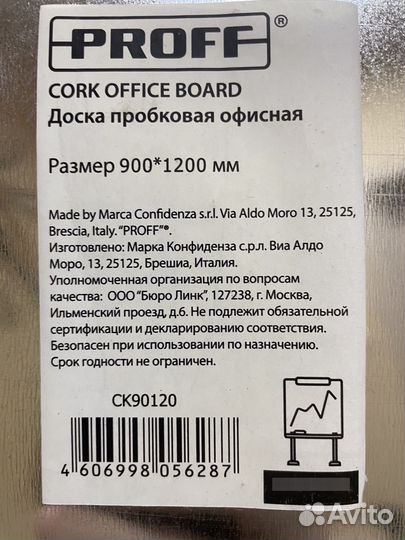 PROFF®
CORK OFFICE BOARD
Доска пробковая офисная
Размер 900*1200 мм
Made by Marca Confidenza s.r.l. Via Aldo Moro 13, 25125,
Brescia, Italy. “PROFF”®.
Изготовлено: Марка Конфиденза с.р.л. Виа Алдо
Моро, 13, 25125, Брешиа, Италия.
Уполномоченная организация по вопросам
качества: ООО “Бюро Линк”, 127238, г. Москва,
Ильменский проезд, д.6. Не подлежит обязательной
сертификации и декларированию соответствия.
Безопасен при использовании по назначению.
Срок годности не ограничен.
CK90120
4 606998 056287
Avito